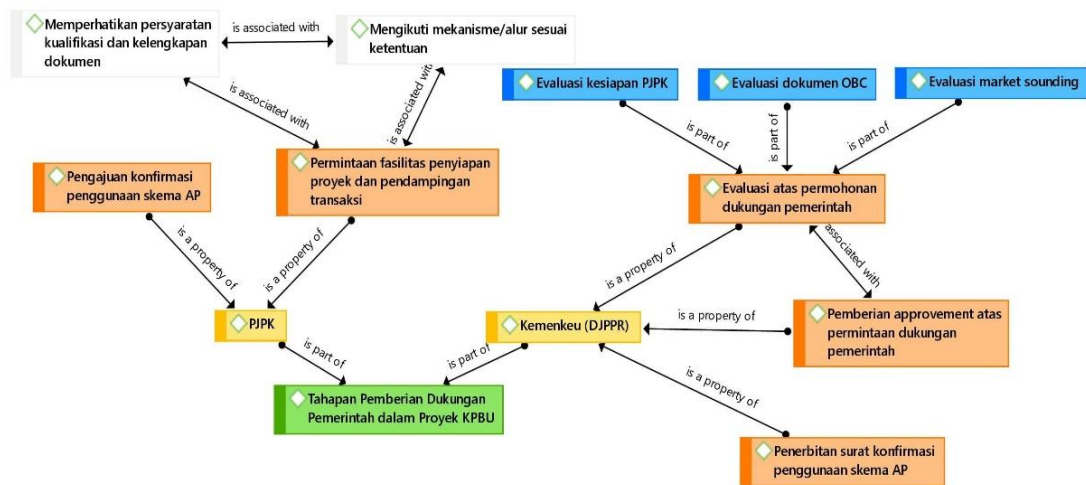 Memperhatikan persyaratan
kualifikasi dan kelengkapan
dokumen
is associated with
Mengikuti mekanisme/alur sesuai
ketentuan
is associated with
is associated with
Evaluasi kesiapan PJPK
Evaluasi dokumen OBC
Evaluasi market sounding
is part of
is part of
is part of
Pengajuan konfirmasi
penggunaan skema AP
Permintaan fasilitas penyiapan
proyek dan pendampingan
transaksi
Evaluasi atas permohonan
dukungan pemerintah
is a property of
is a property of
is a property of
associated with
PJPK
Kemenkeu (DJPPR)
is a property of
Pemberian approvement atas
permintaan dukungan
pemerintah
is part of
is part of
is a property of
Tahapan Pemberian Dukungan
Pemerintah dalam Proyek KPBU
Penerbitan surat konfirmasi
penggunaan skema AP